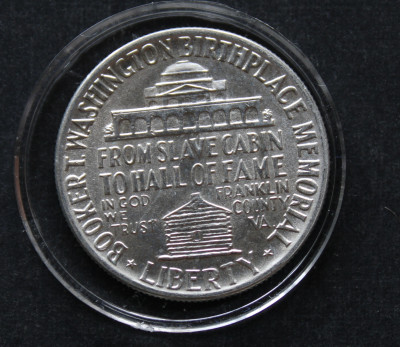 BOOKER T. WASHINGTON BIRTHPLACE MEMORIAL
FROM SLAVE CABIN
TO HALL OF FAME
IN GOD
WE
TRUST
FRANKLIN
COUNTY
VA.
LIBERTY